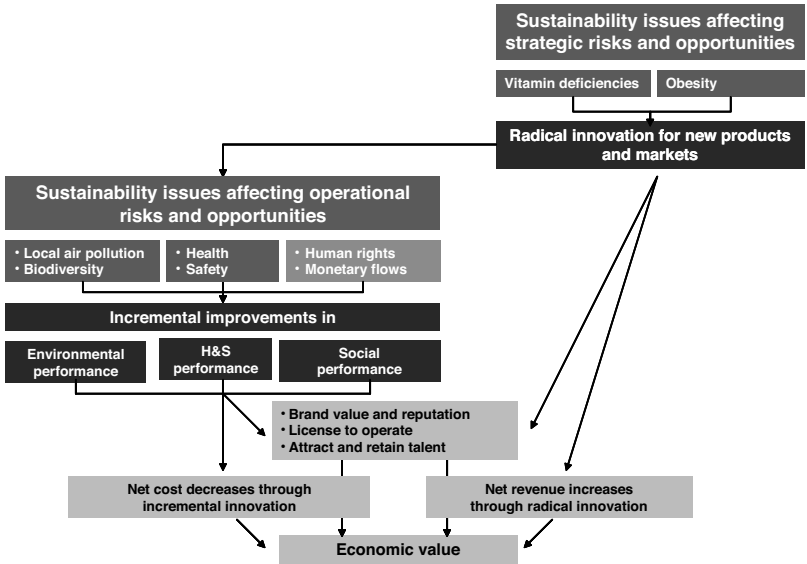 Sustainability issues affecting
strategic risks and opportunities
Vitamin deficiencies
Obesity
Radical innovation for new products
and markets
Sustainability issues affecting operational
risks and opportunities
• Local air pollution
• Biodiversity
• Health
• Safety
• Human rights
• Monetary flows
Incremental improvements in
Environmental
performance
H&S
performance
Social
performance
• Brand value and reputation
• License to operate
• Attract and retain talent
Net cost decreases through
incremental innovation
Net revenue increases
through radical innovation
Economic value